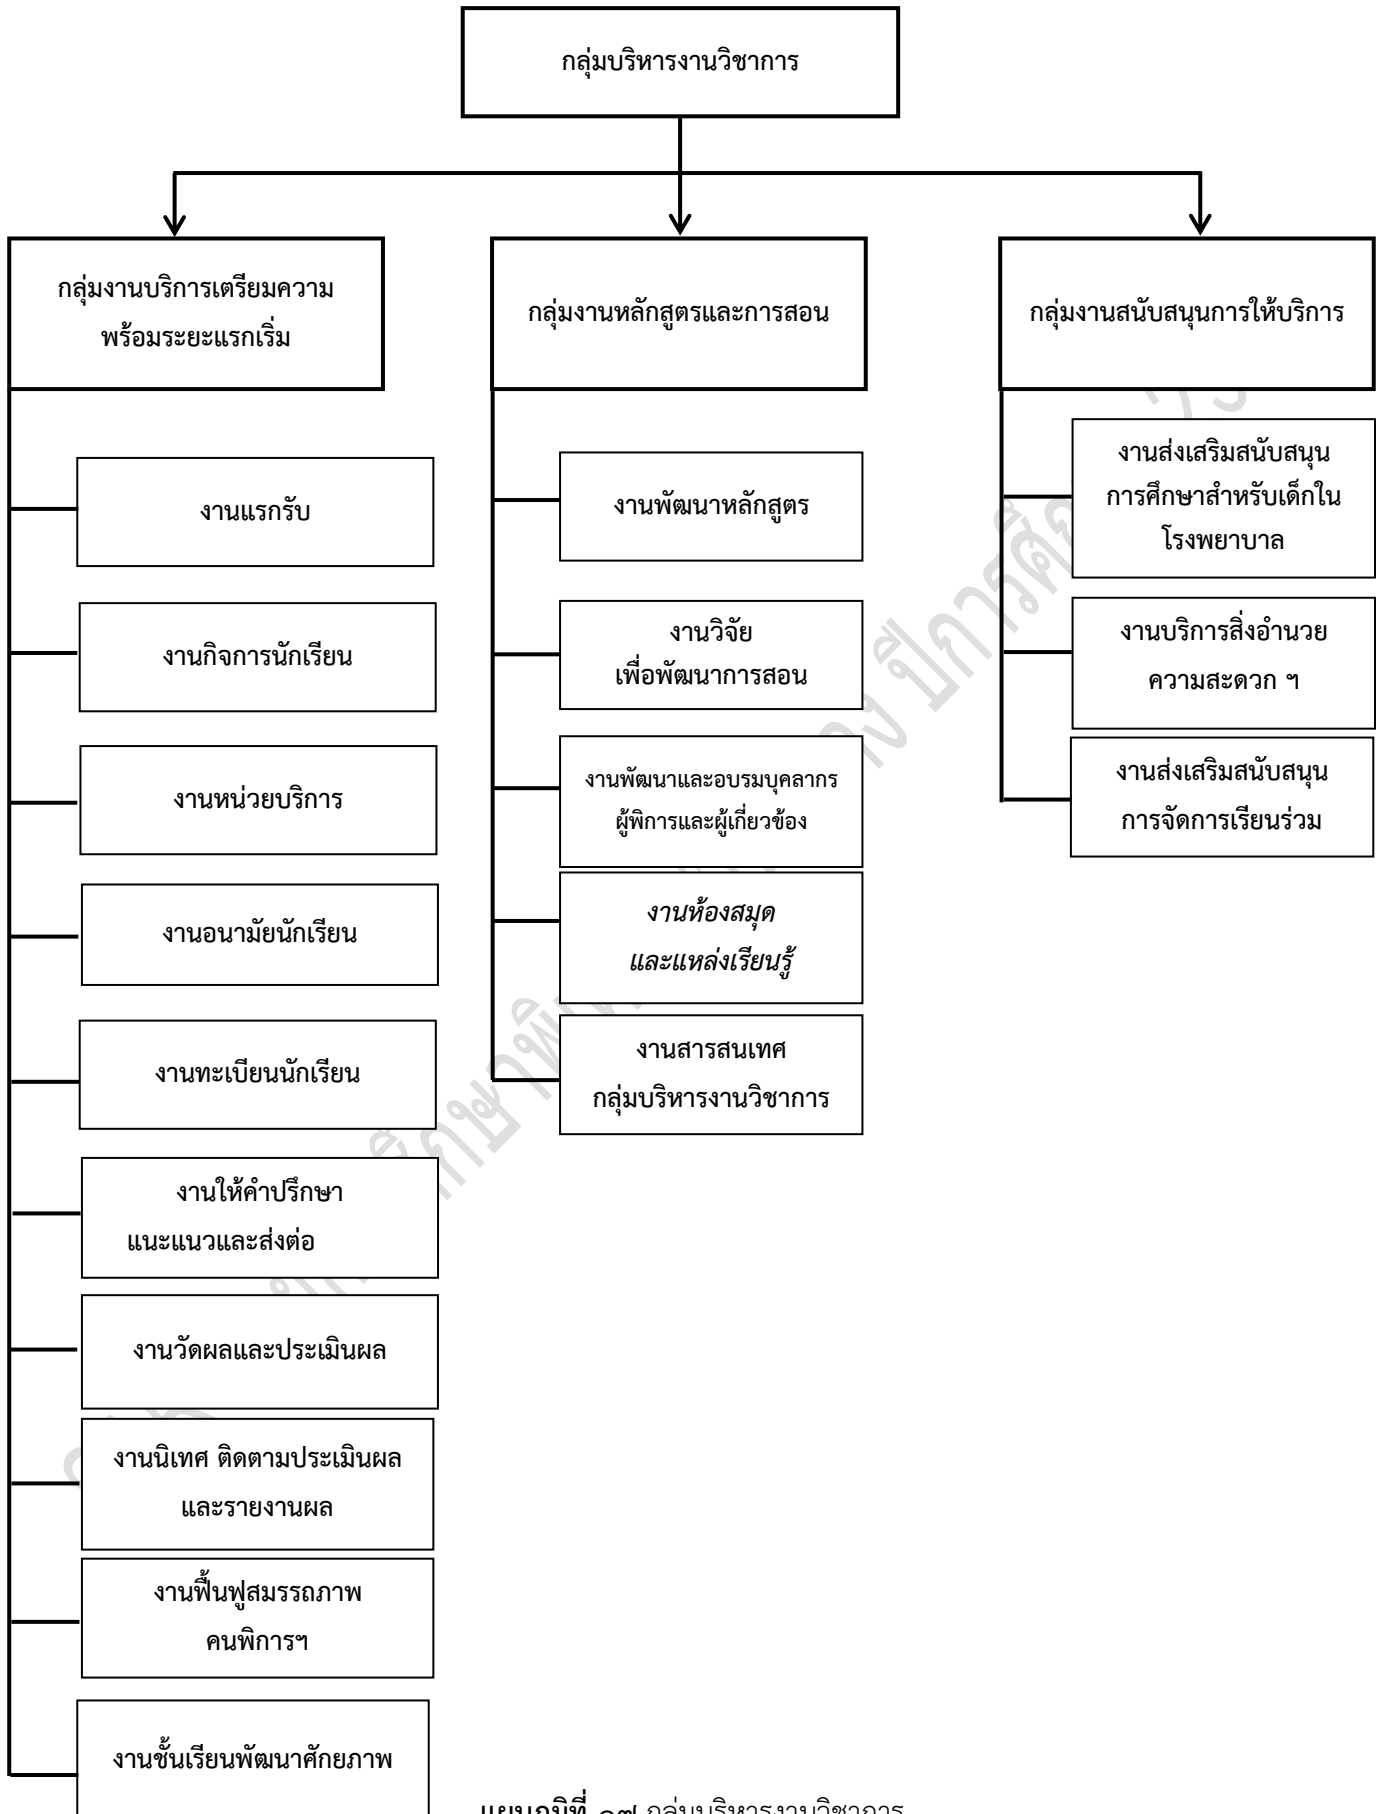 กลุ่มบริหารงานวิชาการ
กลุ่มงานบริการเตรียมความ
พร้อมระยะแรกเริ่ม
งานแรกรับ
งานกิจการนักเรียน
งานหน่วยบริการ
งานอนามัยนักเรียน
งานทะเบียนนักเรียน
งานให้คำปรึกษา
แนะแนวและส่งต่อ
งานวัดผลและประเมินผล
งานนิเทศ ติดตามประเมินผล
และรายงานผล
งานฟื้นฟูสมรรถภาพ
คนพิการฯ
งานชั้นเรียนพัฒนาศักยภาพ
กลุ่มงานหลักสูตรและการสอน
งานพัฒนาหลักสูตร
งานวิจัย
เพื่อพัฒนาการสอน
งานพัฒนาและอบรมบุคลากร
ผู้พิการและผู้เกี่ยวข้อง
งานห้องสมุด
และแหล่งเรียนรู้
งานสารสนเทศ
กลุ่มบริหารงานวิชาการ
กลุ่มงานสนับสนุนการให้บริการ
งานส่งเสริมสนับสนุน
การศึกษาสำหรับเด็กใน
โรงพยาบาล
งานบริการสิ่งอำนวย
ความสะดวก ฯ
งานส่งเสริมสนับสนุน
การจัดการเรียนร่วม
แผนภูมิที่ ๑๗ กลุ่มบริหารงานวิชาการ